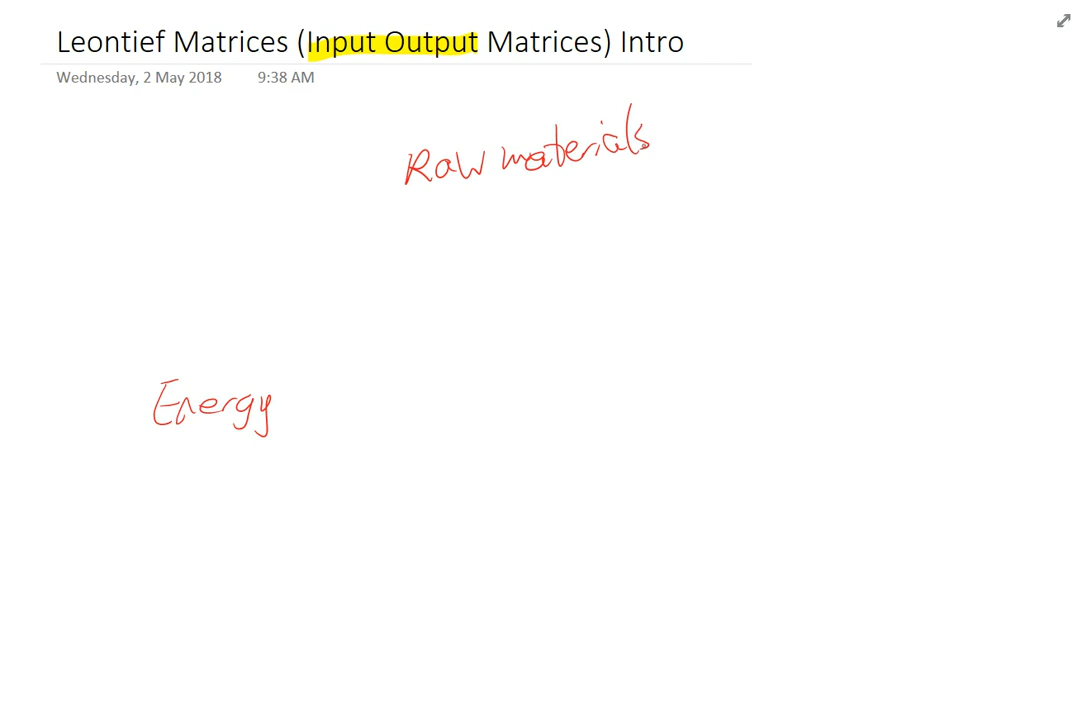 Leontief Matrices (Input Output Matrices) Intro
Wednesday, 2 May 2018 9:38 AM
Raw materials
Energy